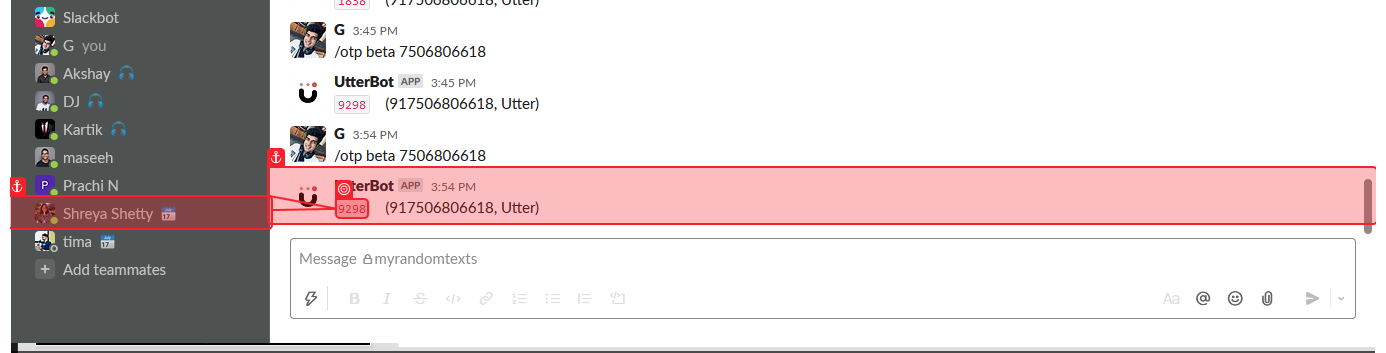 Slackbot
G you
Akshay
DJ
Kartik
maseeh
P Prachi N
Shreya Shetty
tima
+ Add teammates
1838 (917506806618, Utter)
G 3:45 PM
/otp beta 7506806618
UtterBot APP 3:45 PM
9298 (917506806618, Utter)
G 3:54 PM
/otp beta 7506806618
UtterBot APP 3:54 PM
9298 (917506806618, Utter)
Message myrandomtexts
B I S </> Aa @